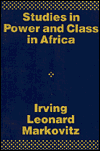 Studies in
Power and Class
in Africa
Irving
Leonard
Markovitz